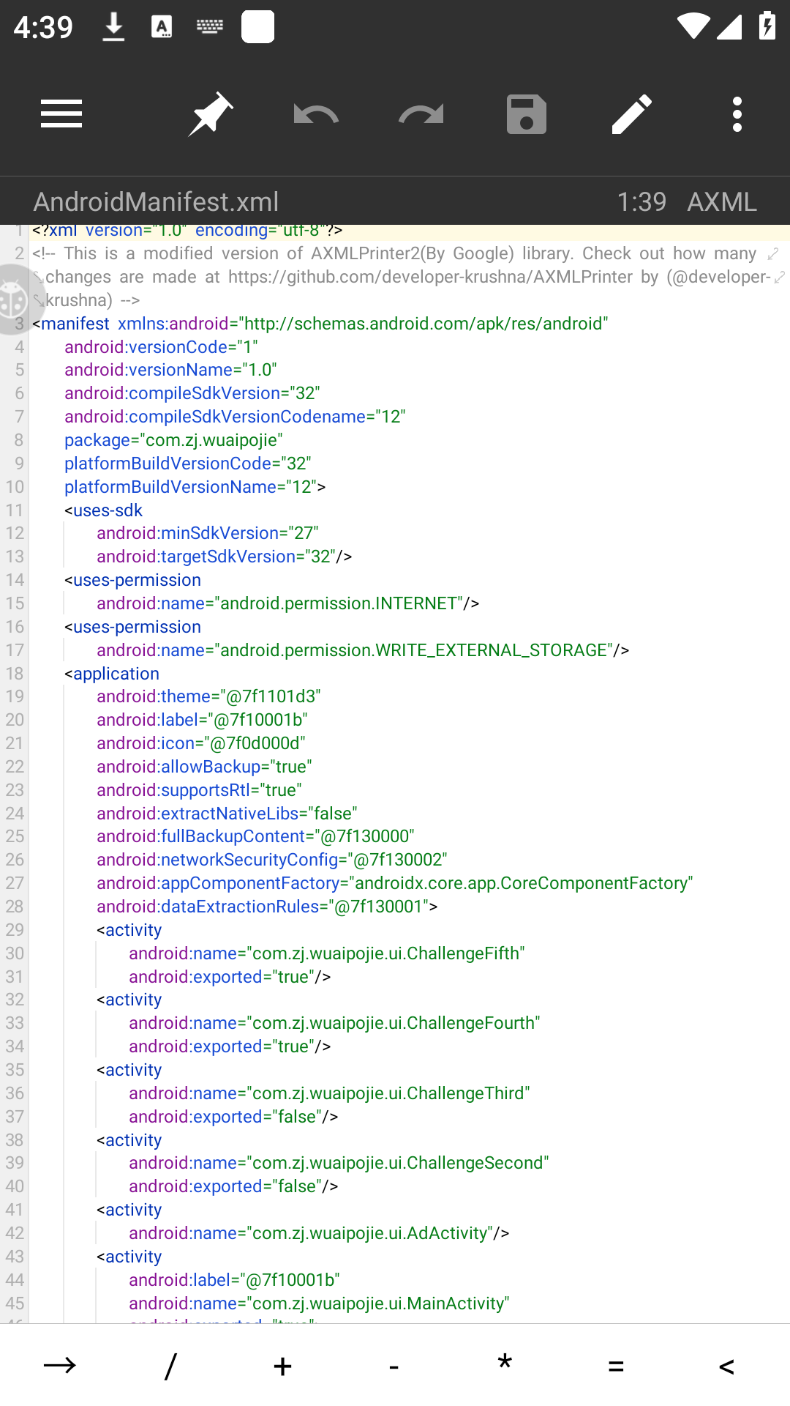 4:39
AndroidManifest.xml 1:39 AXML
1 <?xml version="1.0" encoding="utf-8"?>
2 <!-- This is a modified version of AXMLPrinter2(By Google) library. Check out how many
changes are made at https://github.com/developer-krushna/AXMLPrinter by (@developer-
krushna) -->
3 <manifest xmlns:android="http://schemas.android.com/apk/res/android"
4 android:versionCode="1"
5 android:versionName="1.0"
6 android:compileSdkVersion="32"
7 android:compileSdkVersionCodename="12"
8 package="com.zj.wuaipojie"
9 platformBuildVersionCode="32"
10 platformBuildVersionName="12">
11 <uses-sdk
12 android:minSdkVersion="27"
13 android:targetSdkVersion="32"/>
14 <uses-permission
15 android:name="android.permission.INTERNET"/>
16 <uses-permission
17 android:name="android.permission.WRITE_EXTERNAL_STORAGE"/>
18 <application
19 android:theme="@7f1101d3"
20 android:label="@7f10001b"
21 android:icon="@7f0d000d"
22 android:allowBackup="true"
23 android:supportsRtl="true"
24 android:extractNativeLibs="false"
25 android:fullBackupContent="@7f130000"
26 android:networkSecurityConfig="@7f130002"
27 android:appComponentFactory="androidx.core.app.CoreComponentFactory"
28 android:dataExtractionRules="@7f130001">
29 <activity
30 android:name="com.zj.wuaipojie.ui.ChallengeFifth"
31 android:exported="true"/>
32 <activity
33 android:name="com.zj.wuaipojie.ui.ChallengeFourth"
34 android:exported="true"/>
35 <activity
36 android:name="com.zj.wuaipojie.ui.ChallengeThird"
37 android:exported="false"/>
38 <activity
39 android:name="com.zj.wuaipojie.ui.ChallengeSecond"
40 android:exported="false"/>
41 <activity
42 android:name="com.zj.wuaipojie.ui.AdActivity"/>
43 <activity
44 android:label="@7f10001b"
45 android:name="com.zj.wuaipojie.ui.MainActivity"
→ / + - * = <